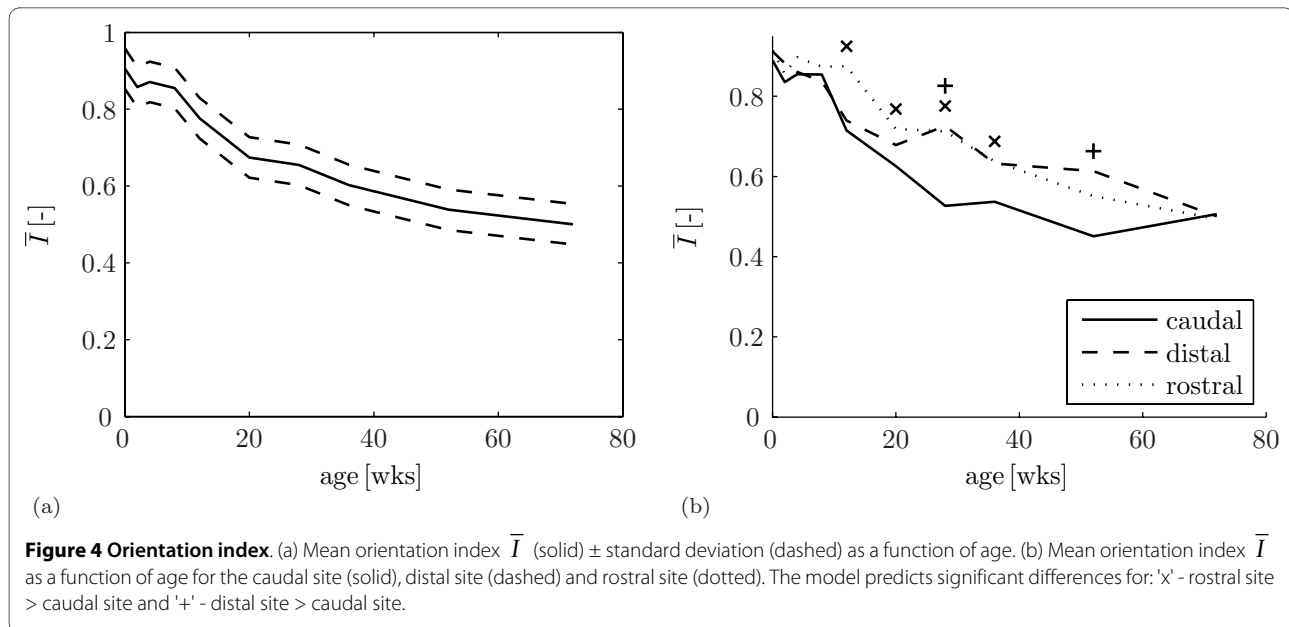 1
0.8
0.6
0.4
0.2
0
Ī [-]
0 20 40 60 80
age [wks]
(a)
0.8
0.6
0.4
0.2
0
Ī [-]
caudal
distal
rostral
0 20 40 60 80
age [wks]
(b)
Figure 4 Orientation index. (a) Mean orientation index Ī (solid) ± standard deviation (dashed) as a function of age. (b) Mean orientation index Ī
as a function of age for the caudal site (solid), distal site (dashed) and rostral site (dotted). The model predicts significant differences for: 'x' - rostral site
> caudal site and '+' - distal site > caudal site.